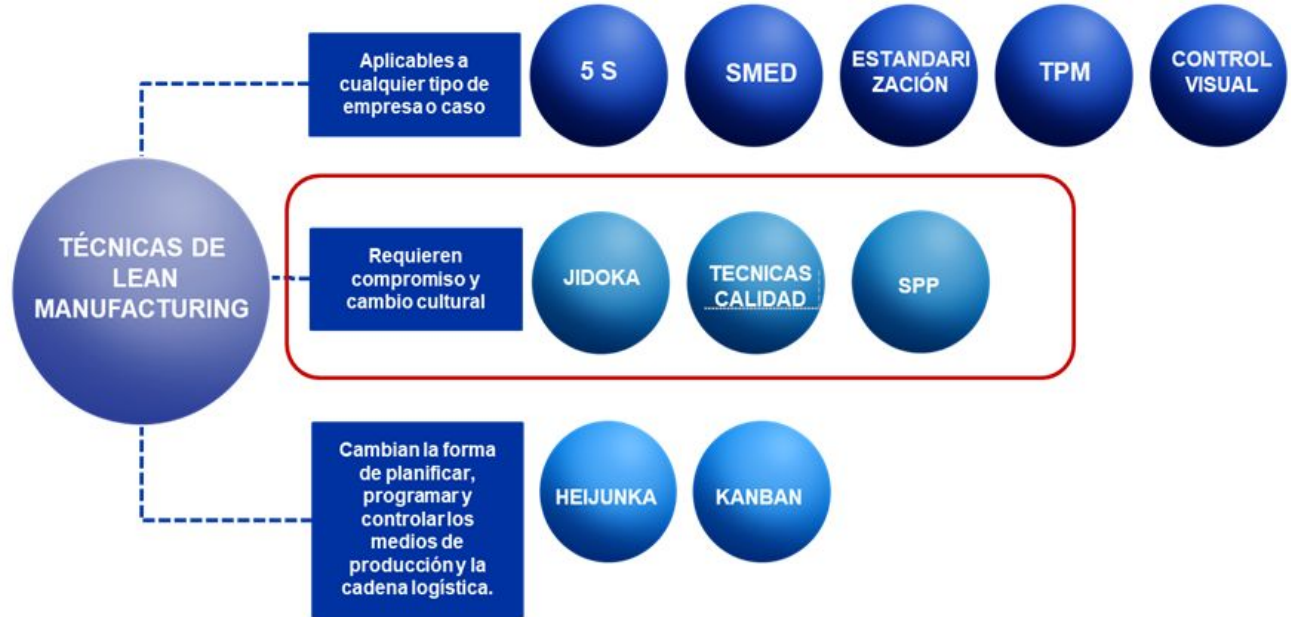 Aplicables a
cualquier tipo de
empresa o caso
5 S
SMED
ESTANDARI
ZACIÓN
TPM
CONTROL
VISUAL
TÉCNICAS DE
LEAN
MANUFACTURING
Requieren
compromiso y
cambio cultural
JIDOKA
TECNICAS
CALIDAD
SPP
Cambian la forma
de planificar,
programar y
controlar los
medios de
producción y la
cadena logística.
HEIJUNKA
KANBAN